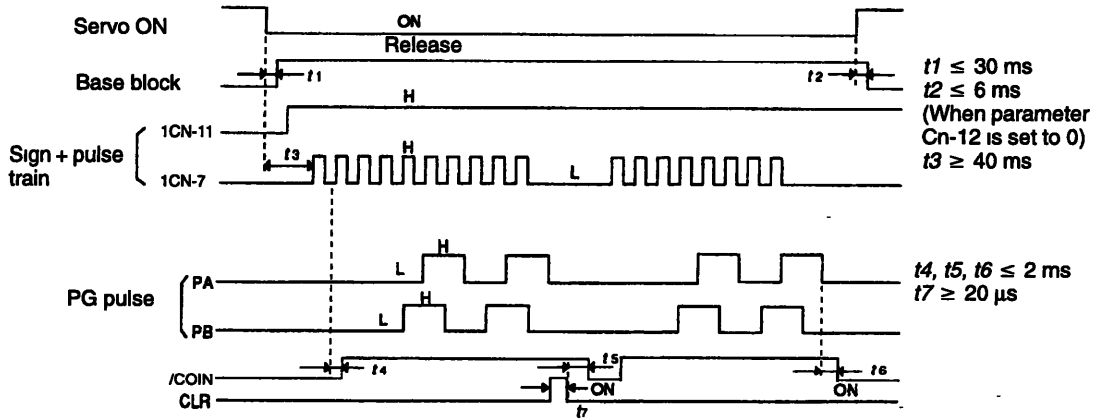 Servo ON
ON
Release
Base block
t1
t2
t1 ≤ 30 ms
t2 ≤ 6 ms
(When parameter
Cn-12 is set to 0)
t3 ≥ 40 ms
H
1CN-11
Sign + pulse
train
t3
H
1CN-7
L
H
L
PA
PG pulse
H
L
PB
t4, t5, t6 ≤ 2 ms
t7 ≥ 20 μs
t4
t5
t6
/COIN
ON
ON
CLR
t7